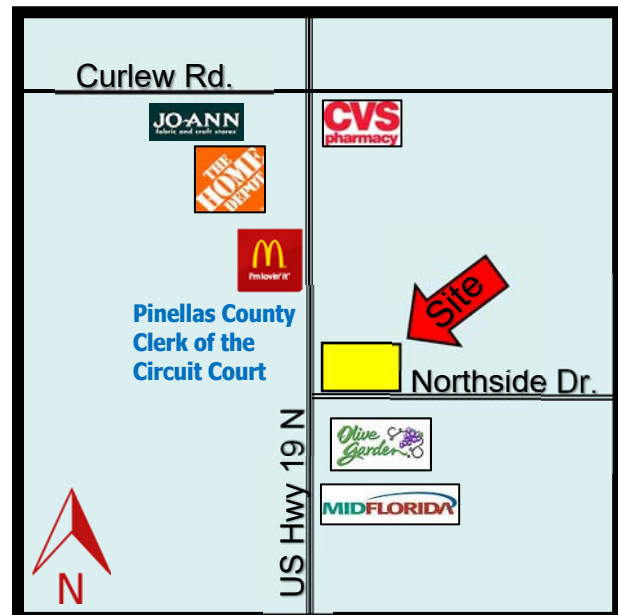 Curlew Rd.
JO-ANN
fabric and craft stores
CVS
pharmacy
THE
HOME
DEPOT
i'm lovin' it
Site
Pinellas County
Clerk of the
Circuit Court
Northside Dr.
US Hwy 19 N
Olive
Garden
MIDFLORIDA
N